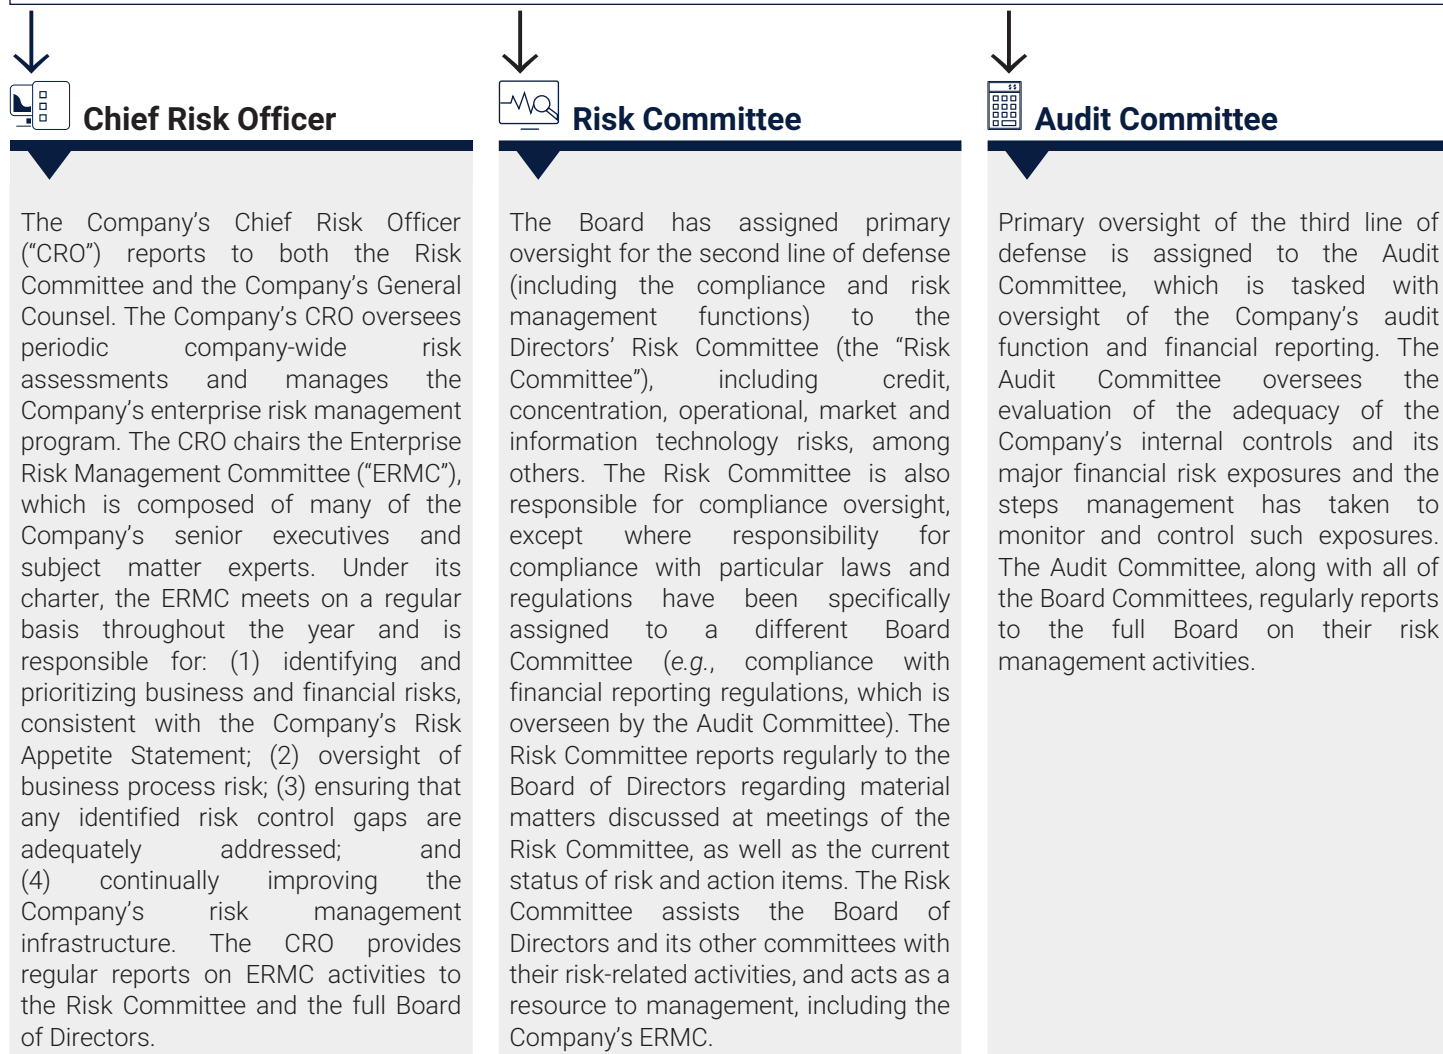 Chief Risk Officer
The Company’s Chief Risk Officer
(“CRO”) reports to both the Risk
Committee and the Company’s General
Counsel. The Company’s CRO oversees
periodic company-wide risk
assessments and manages the
Company’s enterprise risk management
program. The CRO chairs the Enterprise
Risk Management Committee (“ERMC”),
which is composed of many of the
Company’s senior executives and
subject matter experts. Under its
charter, the ERMC meets on a regular
basis throughout the year and is
responsible for: (1) identifying and
prioritizing business and financial risks,
consistent with the Company’s Risk
Appetite Statement; (2) oversight of
business process risk; (3) ensuring that
any identified risk control gaps are
adequately addressed; and
(4) continually improving the
Company’s risk management
infrastructure. The CRO provides
regular reports on ERMC activities to
the Risk Committee and the full Board
of Directors.
Risk Committee
The Board has assigned primary
oversight for the second line of defense
(including the compliance and risk
management functions) to the
Directors’ Risk Committee (the “Risk
Committee”), including credit,
concentration, operational, market and
information technology risks, among
others. The Risk Committee is also
responsible for compliance oversight,
except where responsibility for
compliance with particular laws and
regulations have been specifically
assigned to a different Board
Committee (e.g., compliance with
financial reporting regulations, which is
overseen by the Audit Committee). The
Risk Committee reports regularly to the
Board of Directors regarding material
matters discussed at meetings of the
Risk Committee, as well as the current
status of risk and action items. The Risk
Committee assists the Board of
Directors and its other committees with
their risk-related activities, and acts as a
resource to management, including the
Company’s ERMC.
$$
Audit Committee
Primary oversight of the third line of
defense is assigned to the Audit
Committee, which is tasked with
oversight of the Company’s audit
function and financial reporting. The
Audit Committee oversees the
evaluation of the adequacy of the
Company’s internal controls and its
major financial risk exposures and the
steps management has taken to
monitor and control such exposures.
The Audit Committee, along with all of
the Board Committees, regularly reports
to the full Board on their risk
management activities.